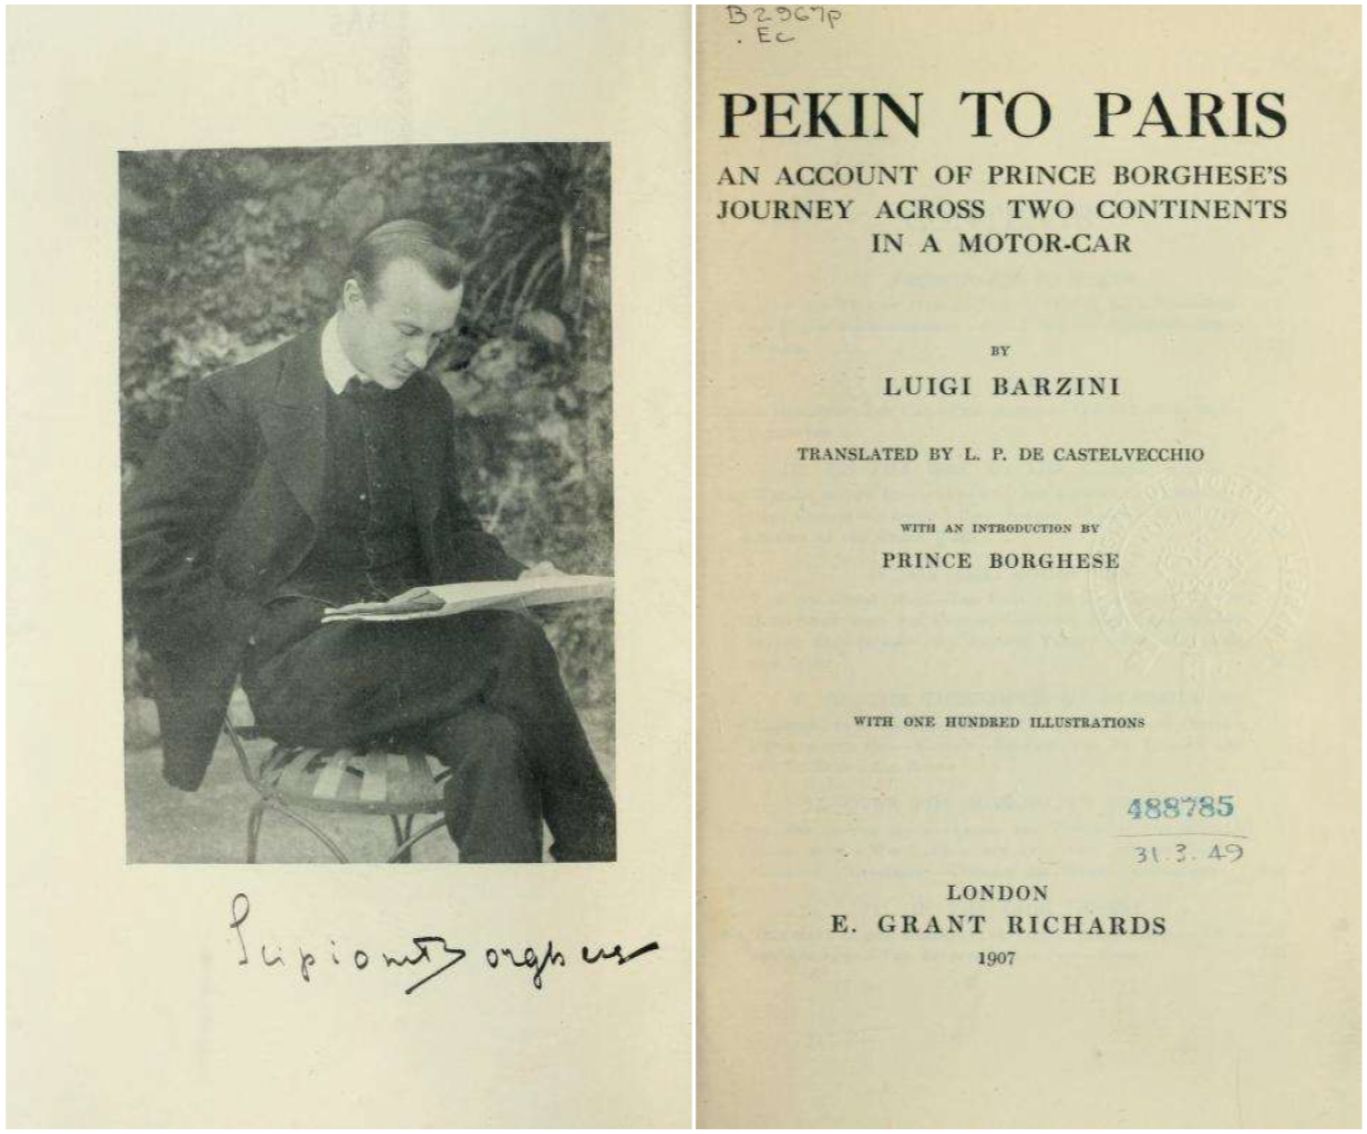 Scipione Borghese
B2967p
.Ec
PEKIN TO PARIS
AN ACCOUNT OF PRINCE BORGHESE'S
JOURNEY ACROSS TWO CONTINENTS
IN A MOTOR-CAR
BY
LUIGI BARZINI
TRANSLATED BY L. P. DE CASTELVECCHIO
WITH AN INTRODUCTION BY
PRINCE BORGHESE
WITH ONE HUNDRED ILLUSTRATIONS
488785
31.3.49
LONDON
E. GRANT RICHARDS
1907